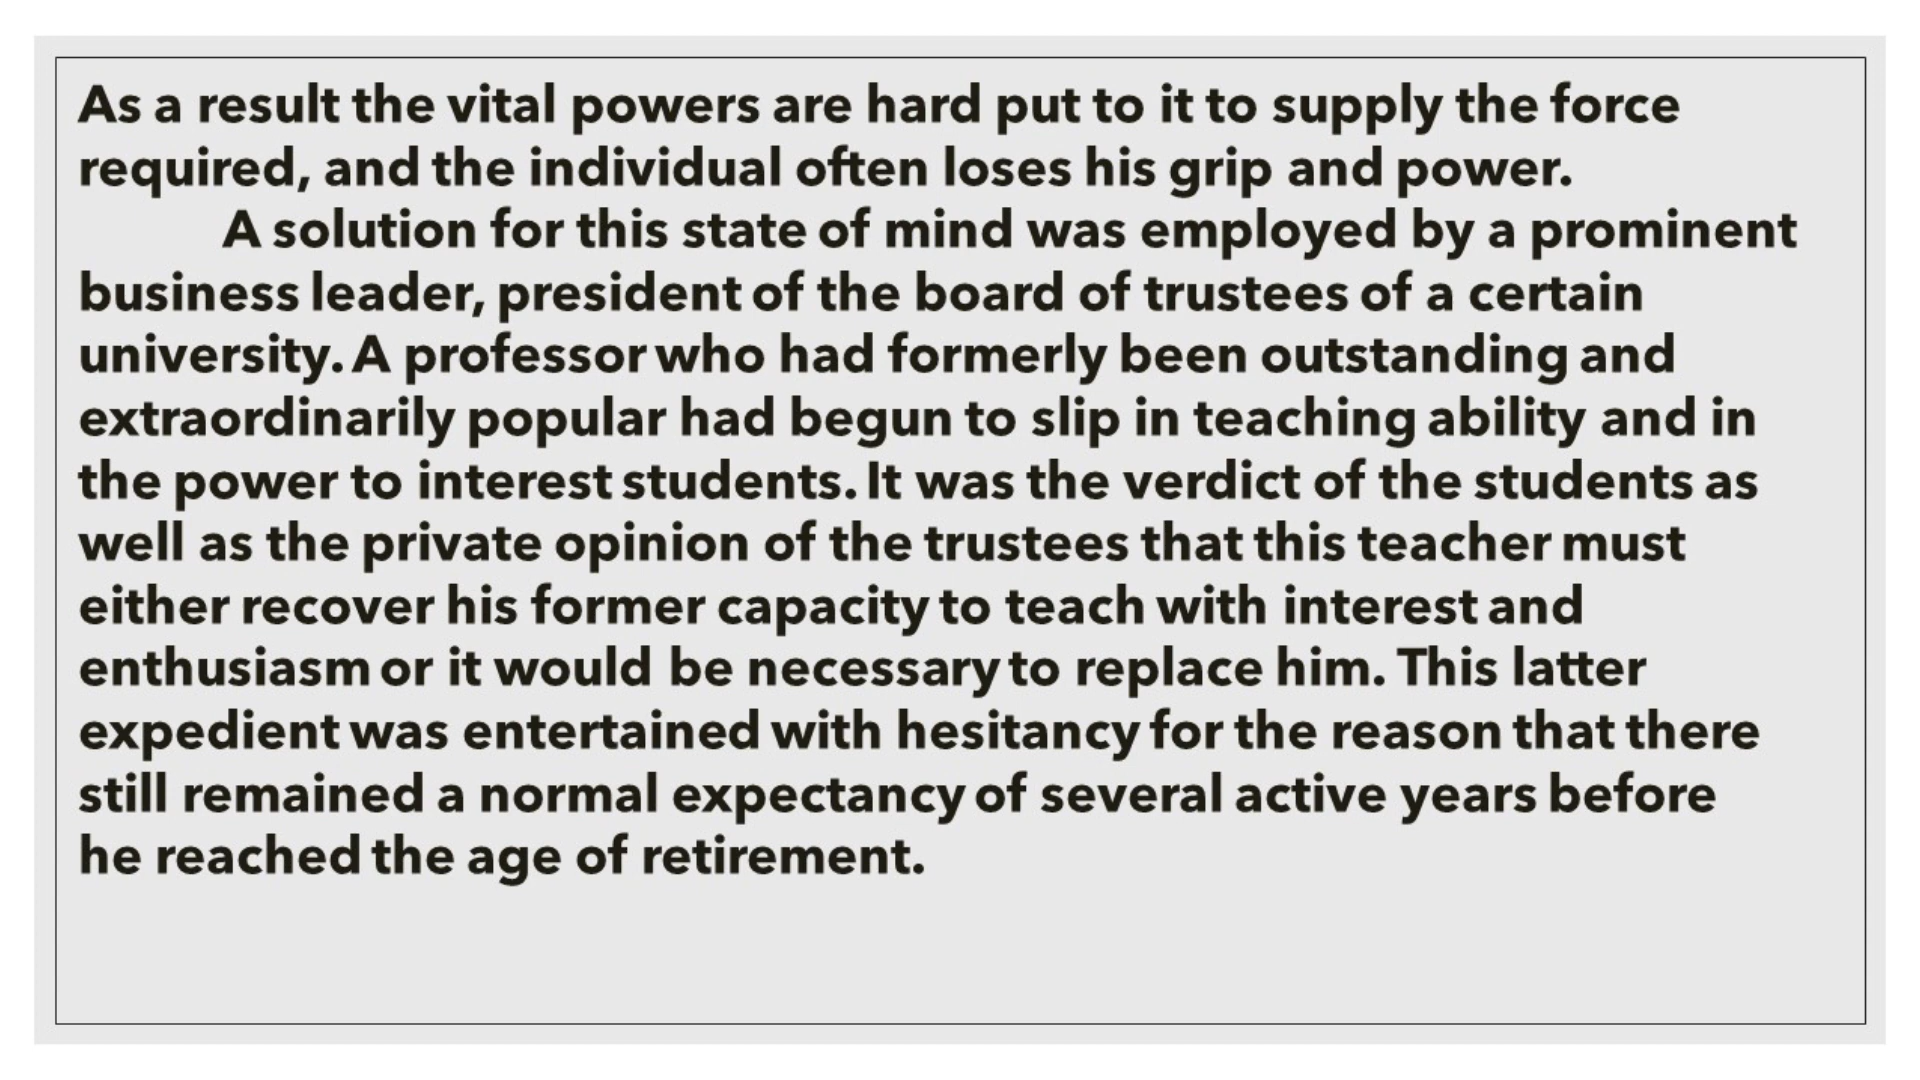 As a result the vital powers are hard put to it to supply the force
required, and the individual often loses his grip and power.
A solution for this state of mind was employed by a prominent
business leader, president of the board of trustees of a certain
university. A professor who had formerly been outstanding and
extraordinarily popular had begun to slip in teaching ability and in
the power to interest students. It was the verdict of the students as
well as the private opinion of the trustees that this teacher must
either recover his former capacity to teach with interest and
enthusiasm or it would be necessary to replace him. This latter
expedient was entertained with hesitancy for the reason that there
still remained a normal expectancy of several active years before
he reached the age of retirement.